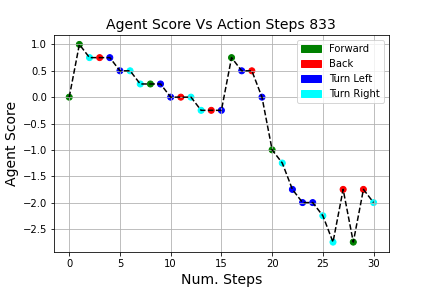 Agent Score Vs Action Steps 833
1.0
0.5
0.0
−0.5
−1.0
−1.5
−2.0
−2.5
Agent Score
Forward
Back
Turn Left
Turn Right
0 5 10 15 20 25 30
Num. Steps